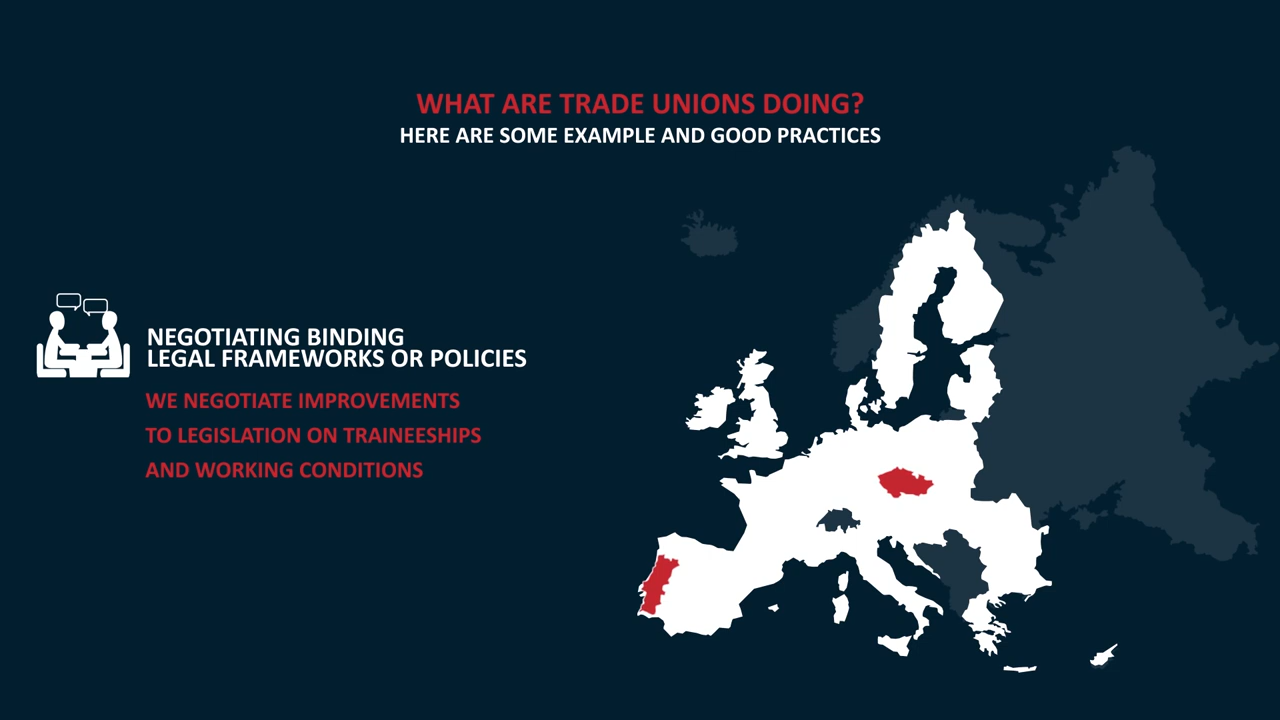 WHAT ARE TRADE UNIONS DOING?
HERE ARE SOME EXAMPLE AND GOOD PRACTICES
NEGOTIATING BINDING
LEGAL FRAMEWORKS OR POLICIES
WE NEGOTIATE IMPROVEMENTS
TO LEGISLATION ON TRAINEESHIPS
AND WORKING CONDITIONS